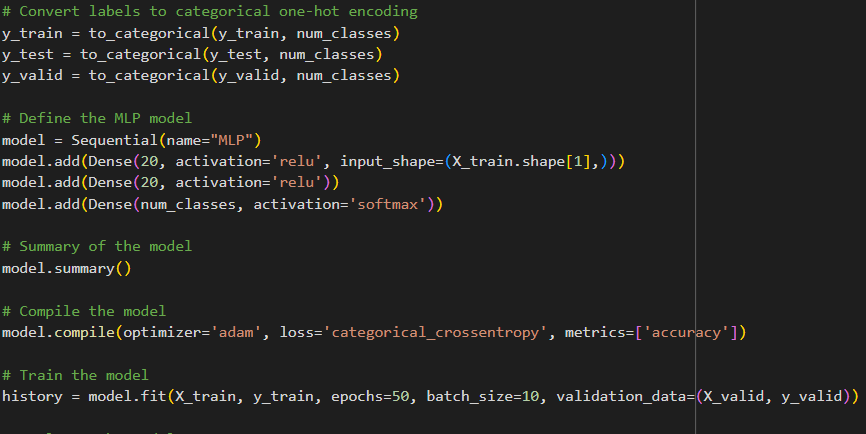 # Convert labels to categorical one-hot encoding
y_train = to_categorical(y_train, num_classes)
y_test = to_categorical(y_test, num_classes)
y_valid = to_categorical(y_valid, num_classes)
# Define the MLP model
model = Sequential(name="MLP")
model.add(Dense(20, activation='relu', input_shape=(X_train.shape[1],)))
model.add(Dense(20, activation='relu'))
model.add(Dense(num_classes, activation='softmax'))
# Summary of the model
model.summary()
# Compile the model
model.compile(optimizer='adam', loss='categorical_crossentropy', metrics=['accuracy'])
# Train the model
history = model.fit(X_train, y_train, epochs=50, batch_size=10, validation_data=(X_valid, y_valid))